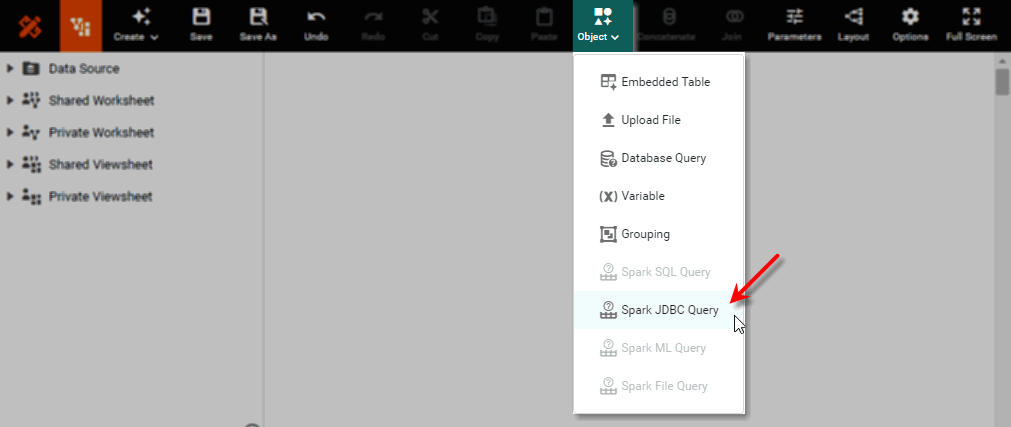 Create
Save
Save As
Undo
Redo
Cut
Copy
Paste
Object
Concatenate
Join
Parameters
Layout
Options
Full Screen
Data Source
Shared Worksheet
Private Worksheet
Shared Viewsheet
Private Viewsheet
Embedded Table
Upload File
Database Query
(X) Variable
Grouping
Spark SQL Query
Spark JDBC Query
Spark ML Query
Spark File Query